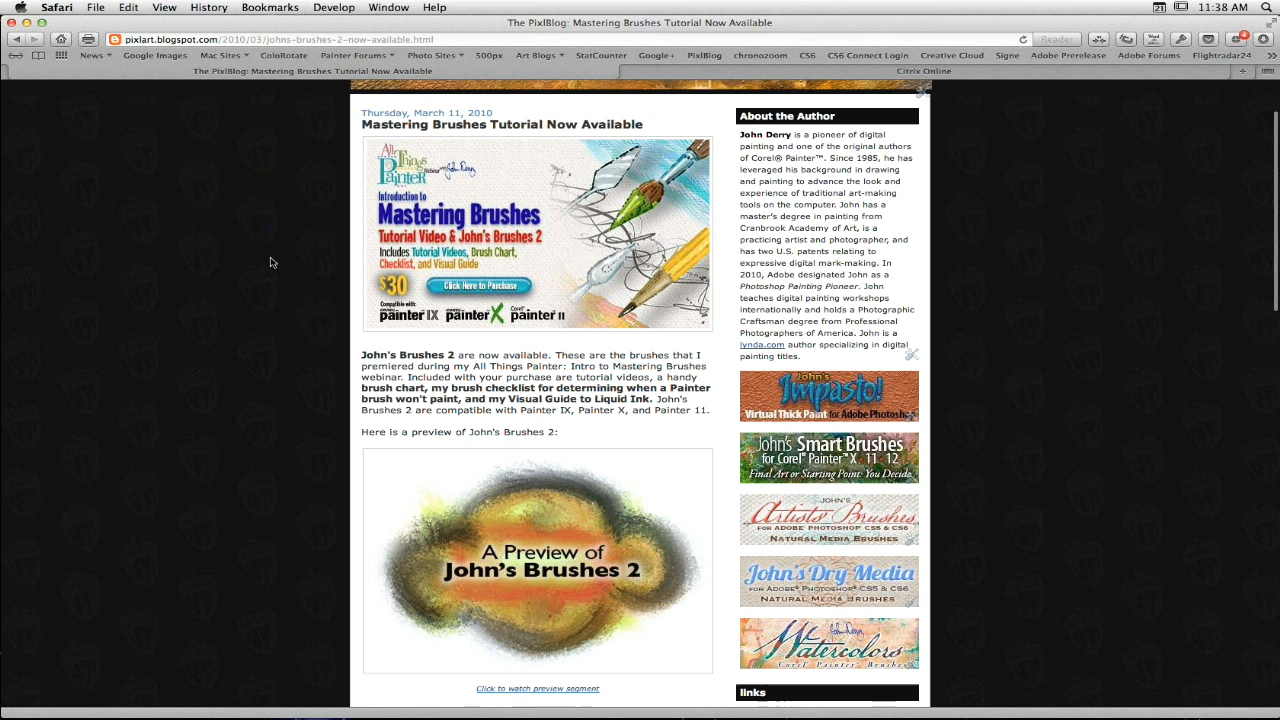 Safari File Edit View History Bookmarks Develop Window Help
21
11:38 AM
The PixlBlog: Mastering Brushes Tutorial Now Available
pixlart.blogspot.com/2010/03/johns-brushes-2-now-available.html
Reader
4
News Google Images Mac Sites ColoRotate Painter Forums Photo Sites 500px Art Blogs StatCounter Google+ PixlBlog chronozoom CS6 CS6 Connect Login Creative Cloud Signe Adobe Prerelease Adobe Forums Flightradar24
The PixlBlog: Mastering Brushes Tutorial Now Available
Citrix Online
Thursday, March 11, 2010
Mastering Brushes Tutorial Now Available
All Things Painter
Webinar with John Derry
Introduction to
Mastering Brushes
Tutorial Video & John's Brushes 2
Includes Tutorial Videos, Brush Chart,
Checklist, and Visual Guide
$30
Click Here to Purchase
Compatible with:
painter IX painter X Corel painter 11
John's Brushes 2 are now available. These are the brushes that I
premiered during my All Things Painter: Intro to Mastering Brushes
webinar. Included with your purchase are tutorial videos, a handy
brush chart, my brush checklist for determining when a Painter
brush won't paint, and my Visual Guide to Liquid Ink. John's
Brushes 2 are compatible with Painter IX, Painter X, and Painter 11.
Here is a preview of John's Brushes 2:
A Preview of
John's Brushes 2
Click to watch preview segment
About the Author
John Derry is a pioneer of digital
painting and one of the original authors
of Corel® Painter™. Since 1985, he has
leveraged his background in drawing
and painting to advance the look and
experience of traditional art-making
tools on the computer. John has a
master's degree in painting from
Cranbrook Academy of Art, is a
practicing artist and photographer, and
has two U.S. patents relating to
expressive digital mark-making. In
2010, Adobe designated John as a
Photoshop Painting Pioneer. John
teaches digital painting workshops
internationally and holds a Photographic
Craftsman degree from Professional
Photographers of America. John is a
lynda.com author specializing in digital
painting titles.
John's
Impasto!
Virtual Thick Paint for Adobe Photoshop
John's Smart Brushes
for Corel® Painter™ X 11 12
Final Art or Starting Point: You Decide
JOHN'S
Artists' Brushes
FOR ADOBE® PHOTOSHOP CS5 & CS6
NATURAL MEDIA BRUSHES
John's Dry Media
FOR ADOBE® PHOTOSHOP CS5 & CS6
NATURAL MEDIA BRUSHES
John Derry
Watercolors
Corel® Painter™ Brushes
links